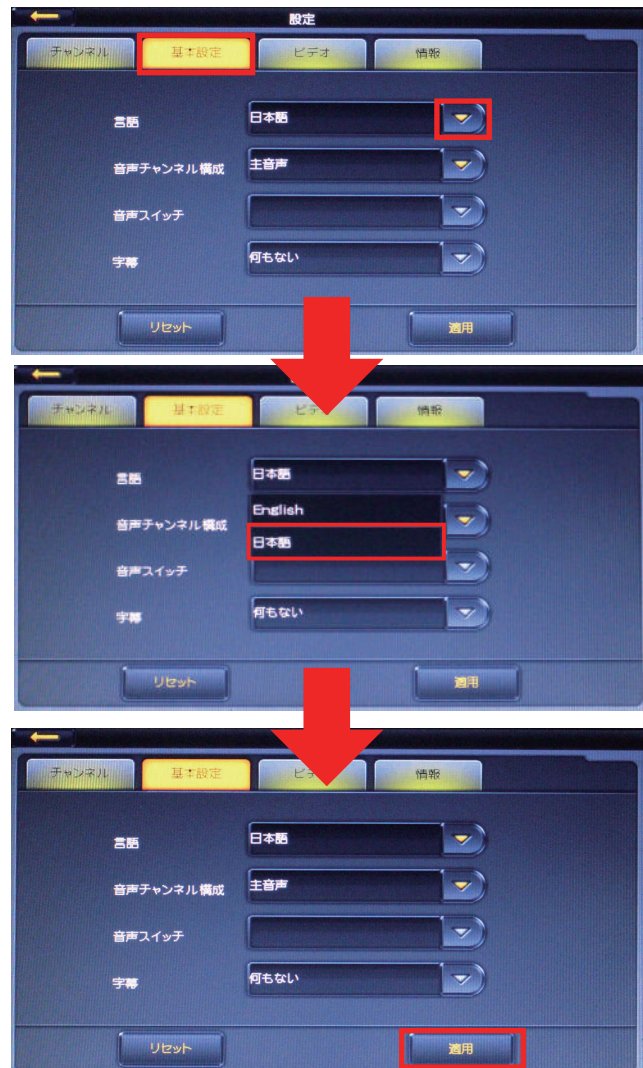 設定
チャンネル 基本設定 ビデオ 情報
言語 日本語
音声チャンネル構成 主音声
音声スイッチ
字幕 何もない
リセット 適用
チャンネル 基本設定 ビデ 情報
言語 日本語
English
音声チャンネル構成
日本語
音声スイッチ
字幕 何もない
リセット 適用
チャンネル 基本設定 ビデ 情報
言語 日本語
音声チャンネル構成 主音声
音声スイッチ
字幕 何もない
リセット 適用